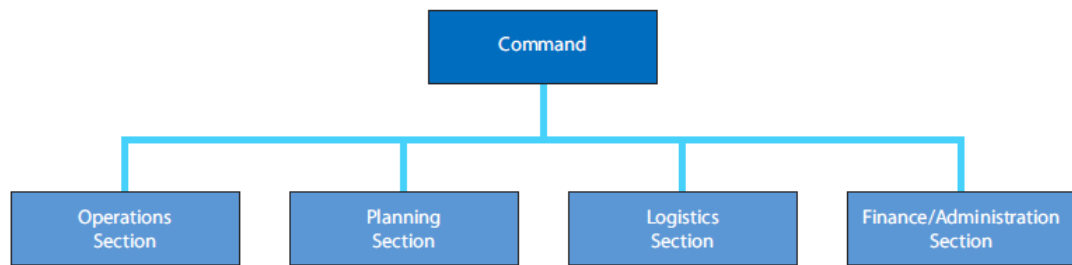 Command
Operations
Section
Planning
Section
Logistics
Section
Finance/Administration
Section